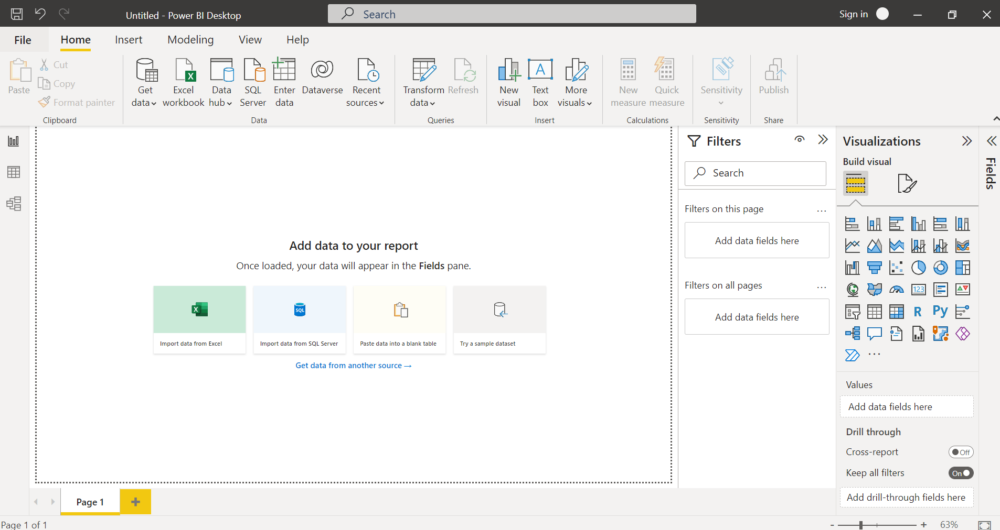 Untitled - Power BI Desktop
Search
Sign in
File
Home
Insert
Modeling
View
Help
Paste
Cut
Copy
Format painter
Clipboard
Get
data
Excel
workbook
Data
hub
SQL
Server
Enter
data
Dataverse
Recent
sources
Data
Transform
data
Refresh
Queries
New
visual
A
Text
box
More
visuals
Insert
New
measure
Quick
measure
Calculations
Sensitivity
Sensitivity
Publish
Share
Add data to your report
Once loaded, your data will appear in the Fields pane.
X
Import data from Excel
SQL
Import data from SQL Server
Paste data into a blank table
Try a sample dataset
Get data from another source →
Filters
Search
Filters on this page
...
Add data fields here
Filters on all pages
...
Add data fields here
Visualizations
Build visual
123
R
Py
...
Values
Add data fields here
Drill through
Cross-report
Off
Keep all filters
On
Add drill-through fields here
Fields
Page 1
+
Page 1 of 1
- + 63%